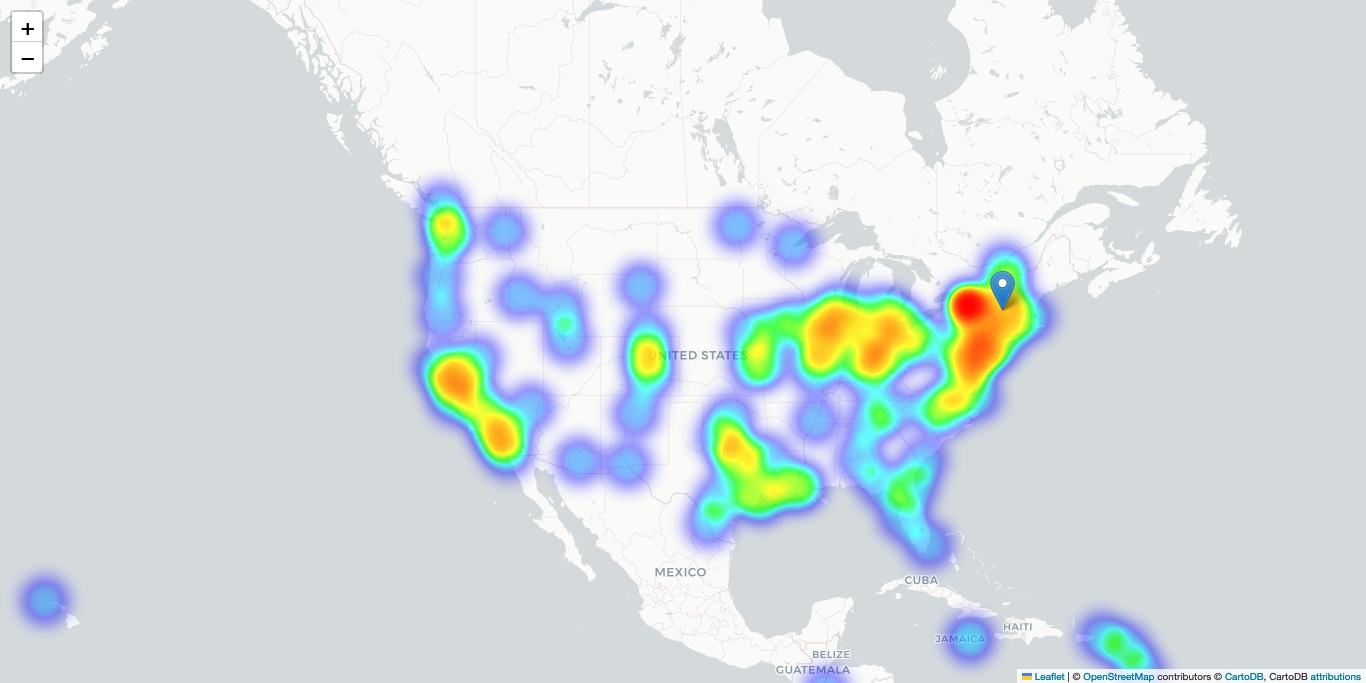 +
−
UNITED STATES
MEXICO
CUBA
HAITI
JAMAICA
BELIZE
GUATEMALA
Leaflet | © OpenStreetMap contributors © CartoDB, CartoDB attributions